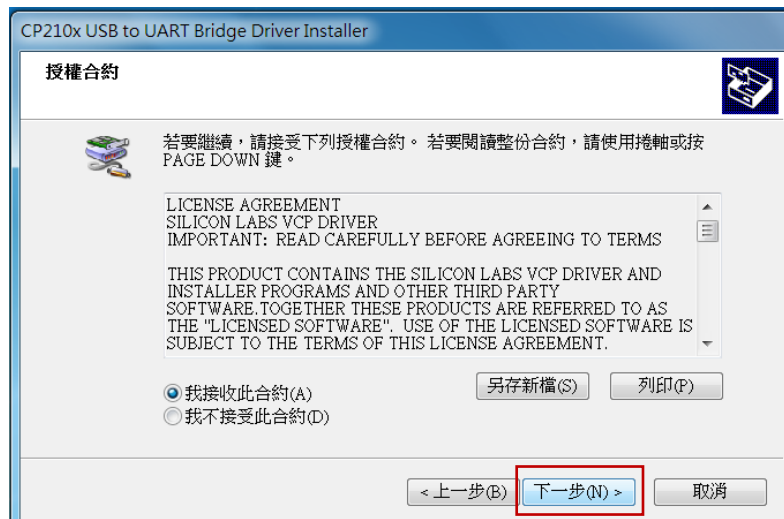 CP210x USB to UART Bridge Driver Installer
授權合約
若要繼續，請接受下列授權合約。 若要閱讀整份合約，請使用捲軸或按
PAGE DOWN 鍵。
LICENSE AGREEMENT
SILICON LABS VCP DRIVER
IMPORTANT: READ CAREFULLY BEFORE AGREEING TO TERMS
THIS PRODUCT CONTAINS THE SILICON LABS VCP DRIVER AND
INSTALLER PROGRAMS AND OTHER THIRD PARTY
SOFTWARE.TOGETHER THESE PRODUCTS ARE REFERRED TO AS
THE "LICENSED SOFTWARE". USE OF THE LICENSED SOFTWARE IS
SUBJECT TO THE TERMS OF THIS LICENSE AGREEMENT.
我接收此合約(A)
另存新檔(S) 列印(P)
我不接受此合約(D)
< 上一步(B) 下一步(N) > 取消